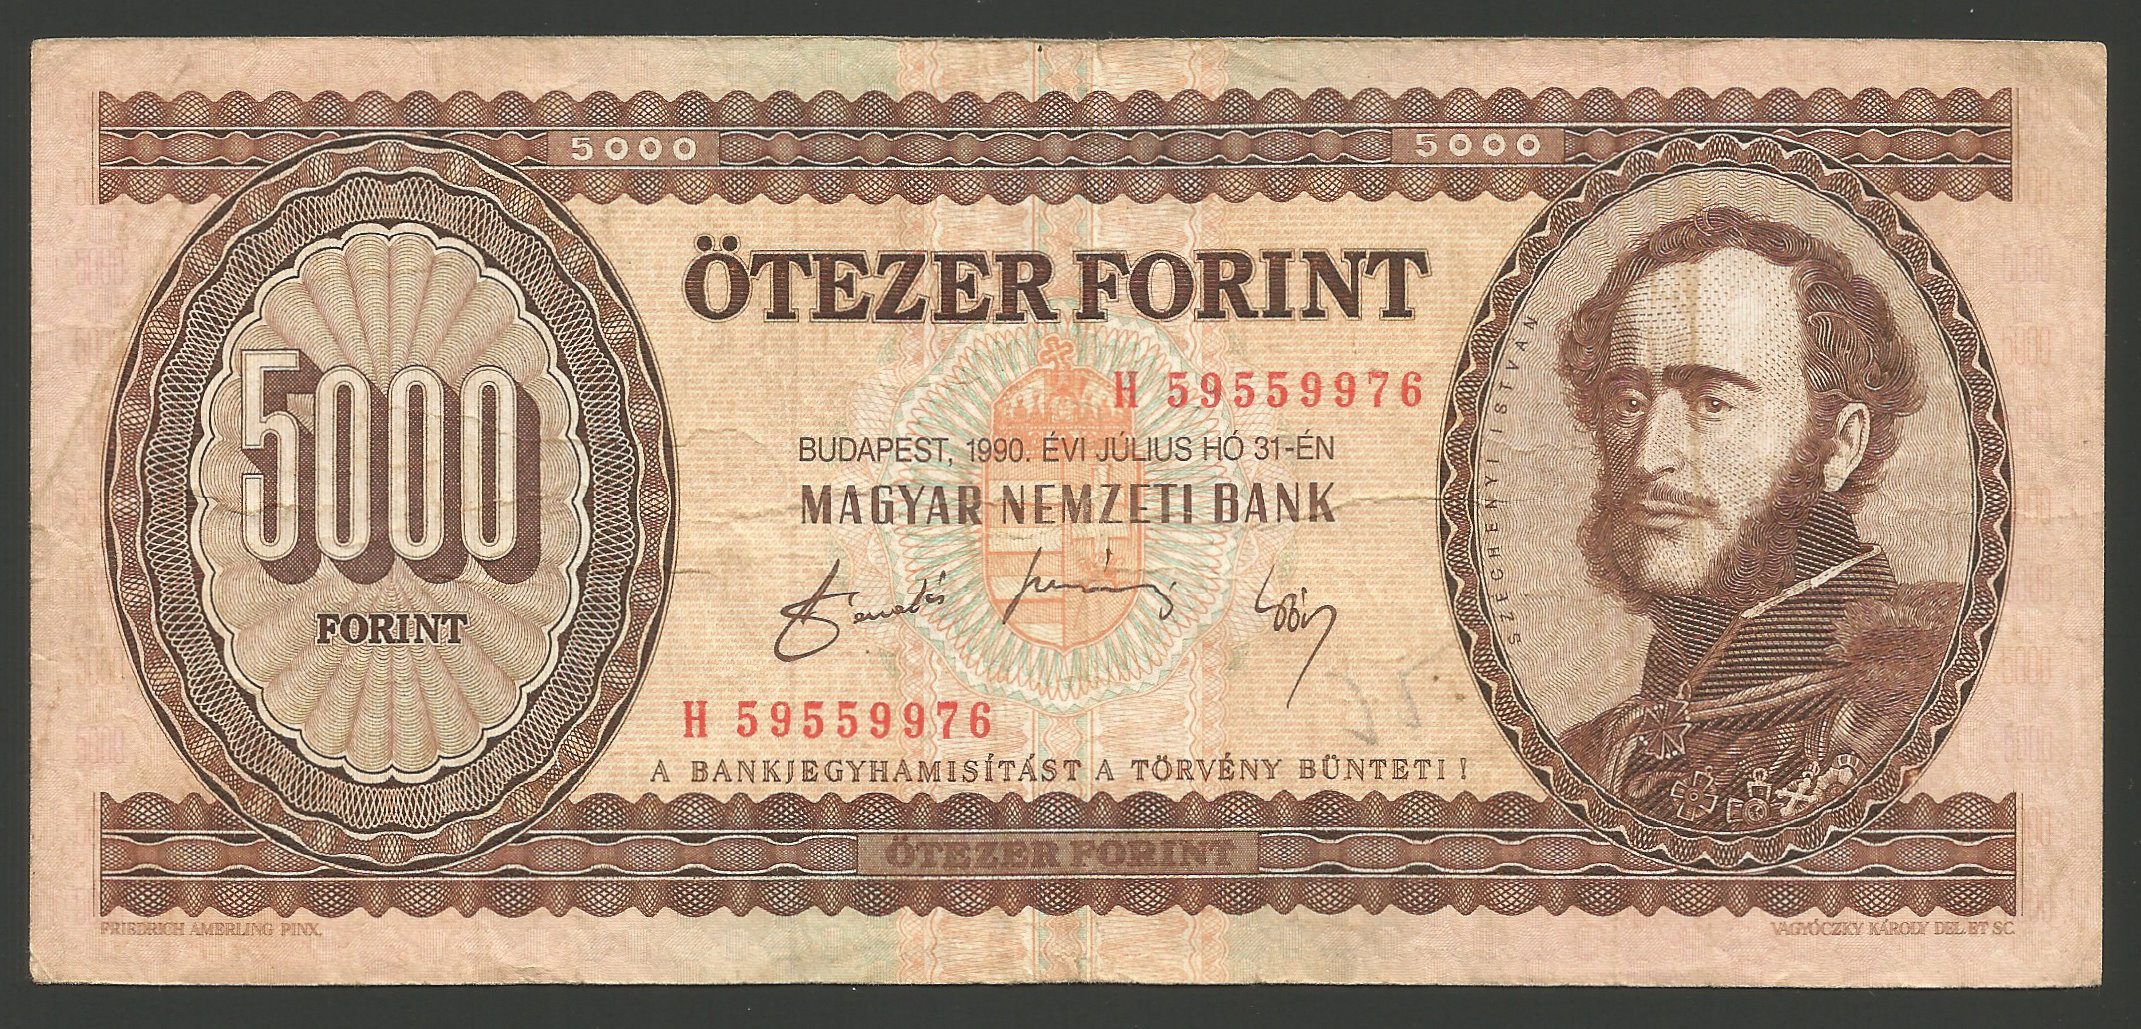 5000
5000
ÖTEZER FORINT
5000
FORINT
H 59559976
BUDAPEST, 1990. ÉVI JÚLIUS HÓ 31-ÉN
MAGYAR NEMZETI BANK
SZÉCHENYI ISTVÁN
H 59559976
A BANKJEGYHAMISÍTÁST A TÖRVÉNY BÜNTETI!
ÖTEZER FORINT
FRIEDRICH AMERLING PINX.
VAGYÓCZKY KÁROLY DEL. ET SC.